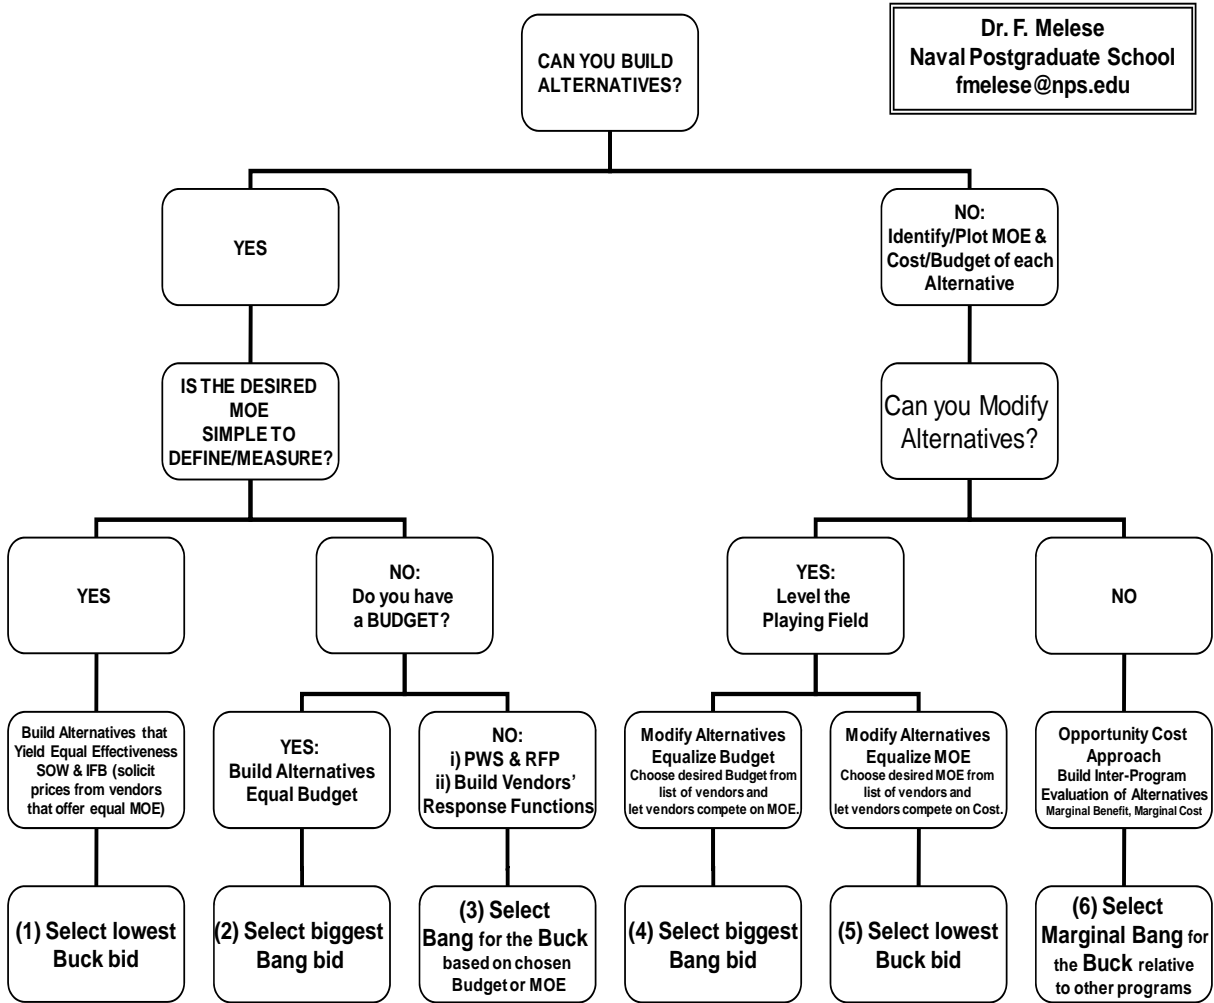 CAN YOU BUILD
ALTERNATIVES?
Dr. F. Melese
Naval Postgraduate School
fmelese@nps.edu
YES
NO:
Identify/Plot MOE &
Cost/Budget of each
Alternative
IS THE DESIRED
MOE
SIMPLE TO
DEFINE/MEASURE?
Can you Modify
Alternatives?
YES
NO:
Do you have
a BUDGET?
YES:
Level the
Playing Field
NO
Build Alternatives that
Yield Equal Effectiveness
SOW & IFB (solicit
prices from vendors
that offer equal MOE)
YES:
Build Alternatives
Equal Budget
NO:
i) PWS & RFP
ii) Build Vendors’
Response Functions
Modify Alternatives
Equalize Budget
Choose desired Budget from
list of vendors and
let vendors compete on MOE.
Modify Alternatives
Equalize MOE
Choose desired MOE from
list of vendors and
let vendors compete on Cost.
Opportunity Cost
Approach
Build Inter-Program
Evaluation of Alternatives
Marginal Benefit, Marginal Cost
(1) Select lowest
Buck bid
(2) Select biggest
Bang bid
(3) Select
Bang for the Buck
based on chosen
Budget or MOE
(4) Select biggest
Bang bid
(5) Select lowest
Buck bid
(6) Select
Marginal Bang for
the Buck relative
to other programs